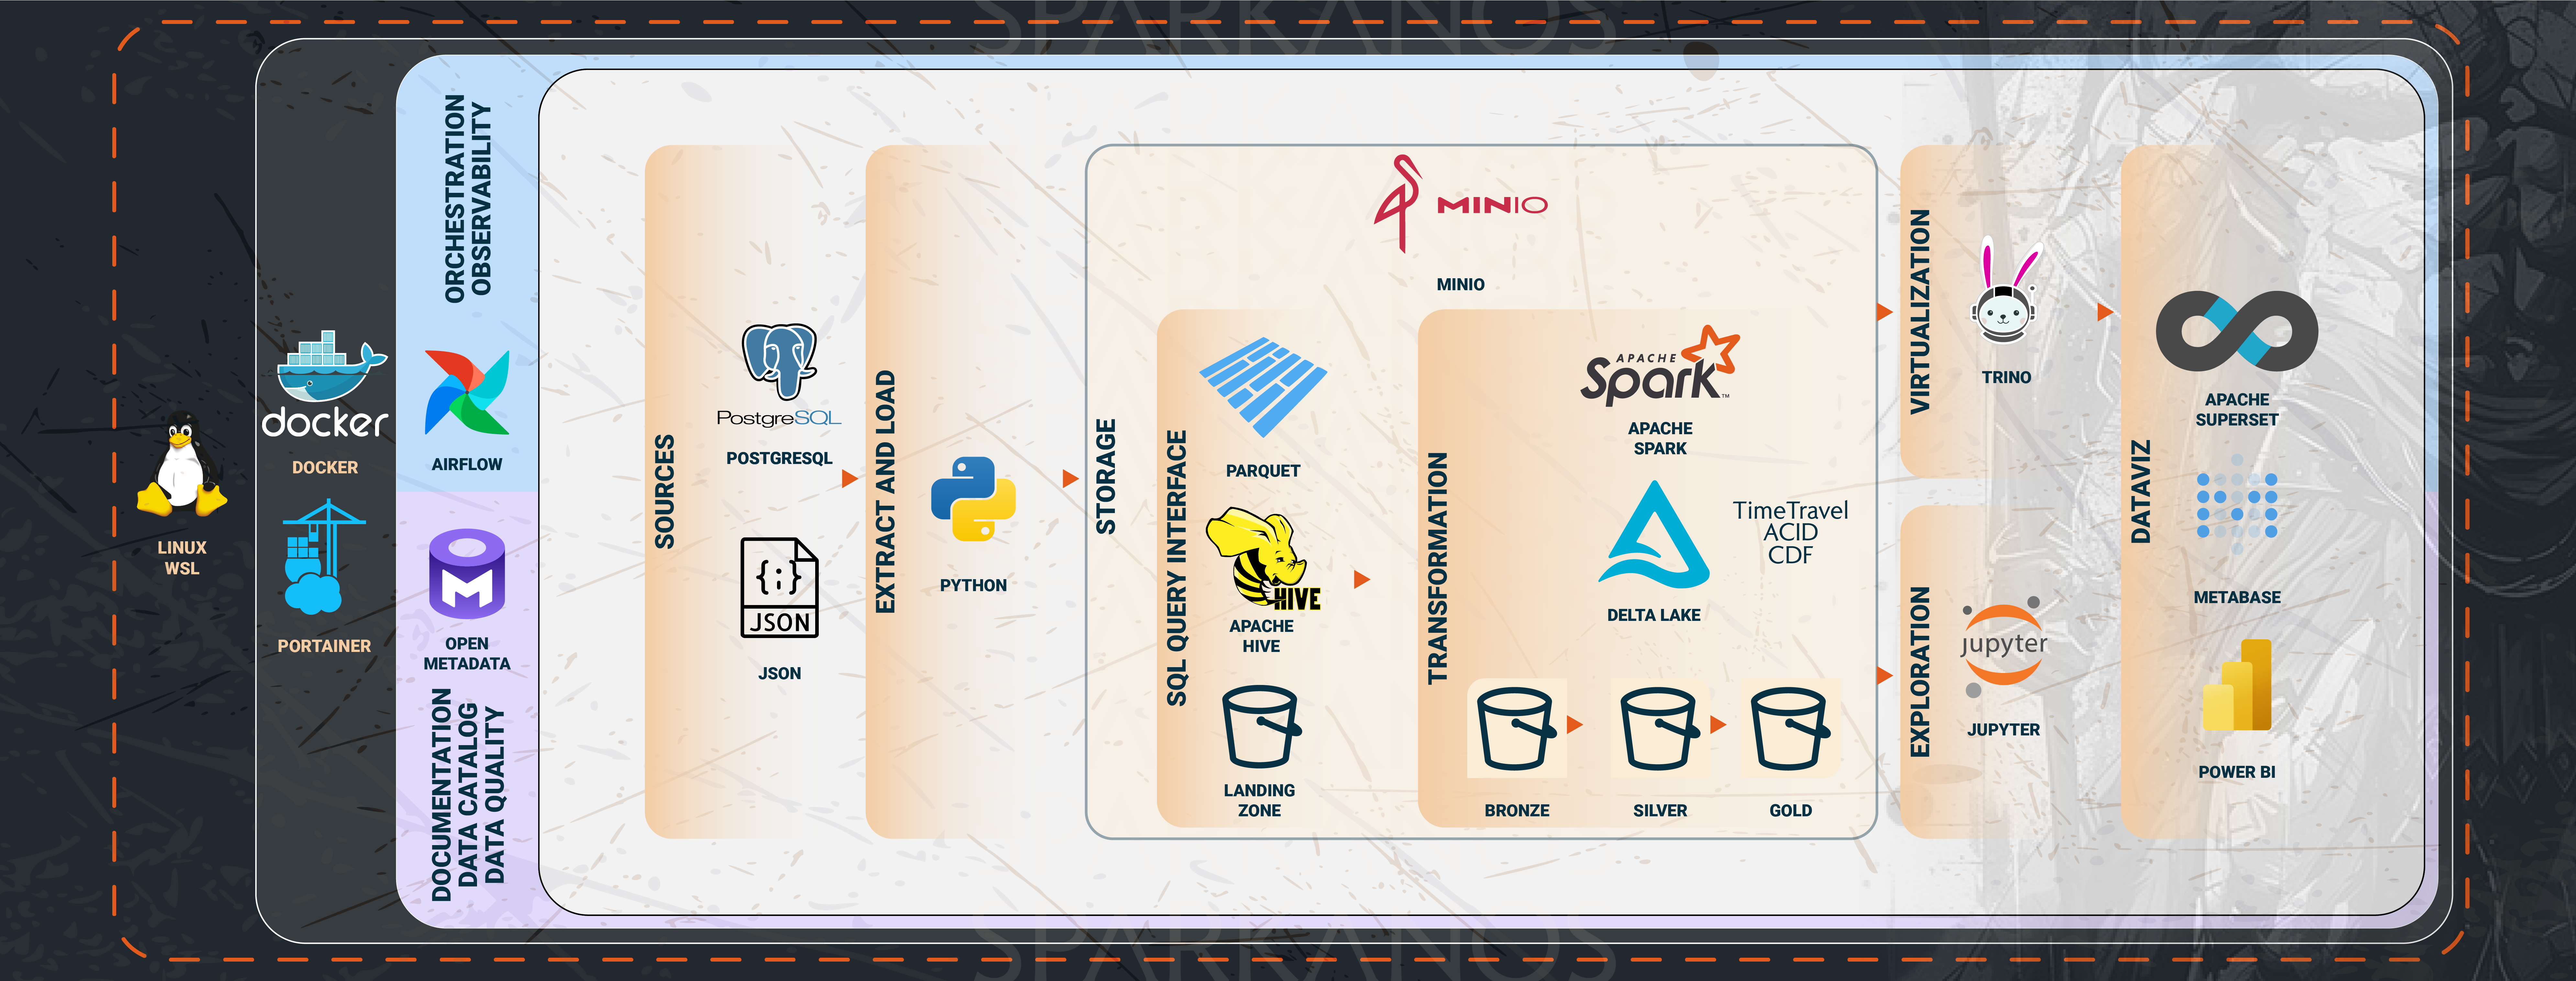 SPARKANOS
LINUX
WSL
docker
DOCKER
PORTAINER
ORCHESTRATION
OBSERVABILITY
AIRFLOW
OPEN
METADATA
DOCUMENTATION
DATA CATALOG
DATA QUALITY
SOURCES
PostgreSQL
POSTGRESQL
{;}
JSON
JSON
EXTRACT AND LOAD
PYTHON
STORAGE
MINIO
MINIO
SQL QUERY INTERFACE
PARQUET
HIVE
APACHE
HIVE
LANDING
ZONE
TRANSFORMATION
APACHE
Spark™
APACHE
SPARK
DELTA LAKE
TimeTravel
ACID
CDF
BRONZE
SILVER
GOLD
VIRTUALIZATION
TRINO
EXPLORATION
jupyter
JUPYTER
DATAVIZ
APACHE
SUPERSET
METABASE
POWER BI
SPARKANOS